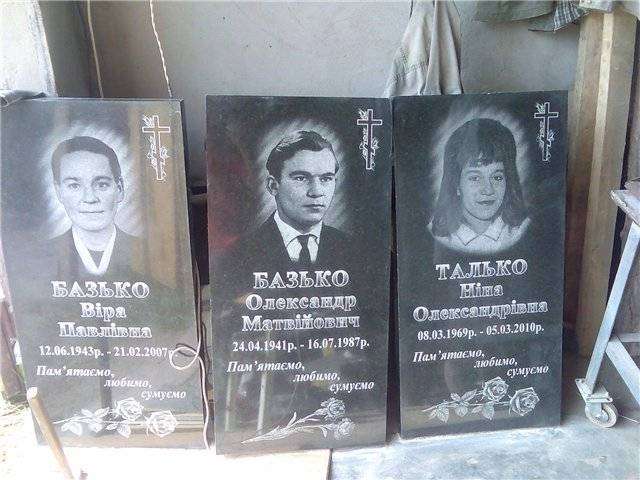 БАЗЬКО
Віра
Павлівна
12.06.1943р. - 21.02.2007р.
Пам'ятаємо,
любимо,
сумуємо
БАЗЬКО
Олександр
Матвійович
24.04.1941р. - 16.07.1987р.
Пам'ятаємо,
любимо,
сумуємо
ТАЛЬКО
Ніна
Олександрівна
08.03.1969р. - 05.03.2010р.
Пам'ятаємо,
любимо,
сумуємо